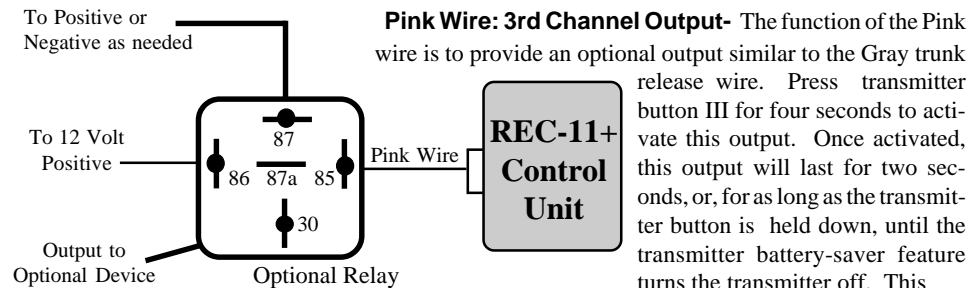 To Positive or
Negative as needed
87
To 12 Volt
Positive
86 87a 85
30
Output to
Optional Device
Optional Relay
Pink Wire
REC-11+
Control
Unit
Pink Wire: 3rd Channel Output- The function of the Pink
wire is to provide an optional output similar to the Gray trunk
release wire. Press transmitter
button III for four seconds to acti-
vate this output. Once activated,
this output will last for two sec-
onds, or, for as long as the transmit-
ter button is held down, until the
transmitter battery-saver feature
turns the transmitter off. This